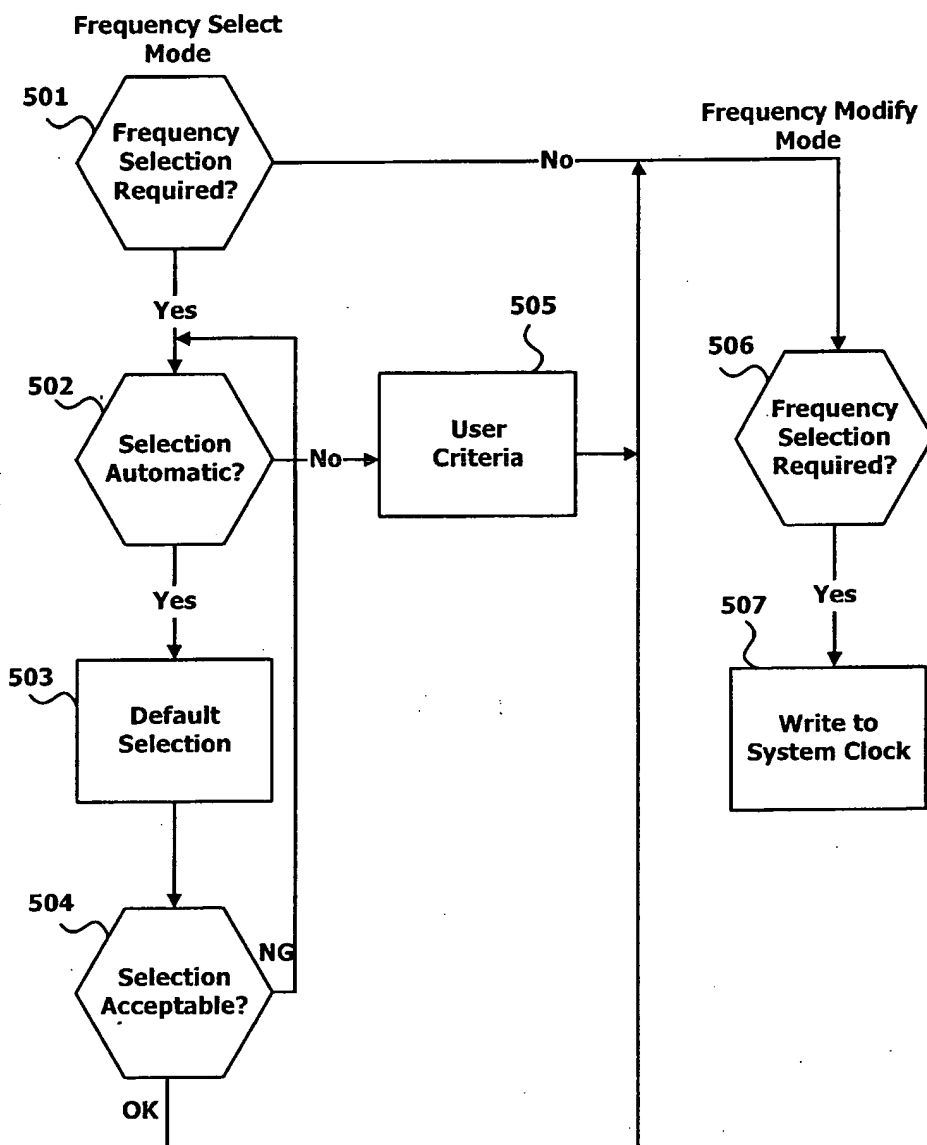 Frequency Select
Mode
501
Frequency
Selection
Required?
No
Frequency Modify
Mode
Yes
502
Selection
Automatic?
No
505
User
Criteria
506
Frequency
Selection
Required?
Yes
503
Default
Selection
Yes
507
Write to
System Clock
504
Selection
Acceptable?
NG
OK